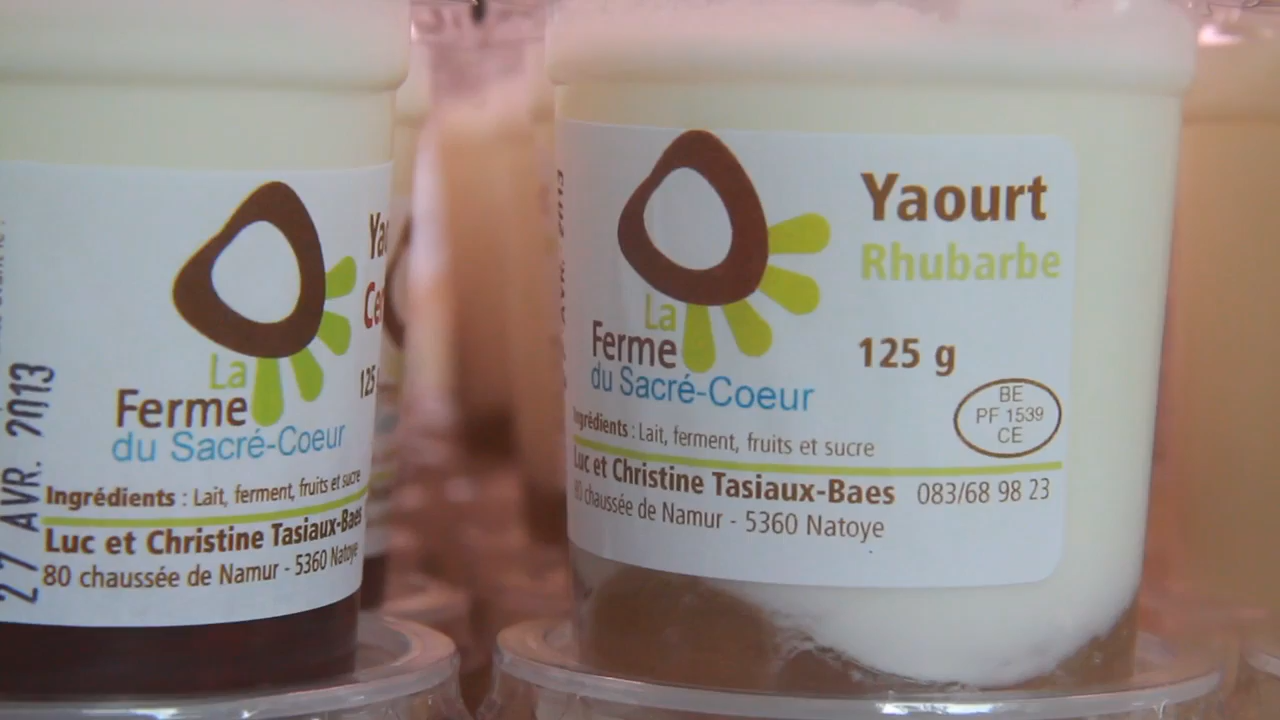 La
Ferme
du Sacré-Coeur
Ingrédients : Lait, ferment, fruits et sucre
Luc et Christine Tasiaux-Baes
80 chaussée de Namur - 5360 Natoye
27 AVR. 2013
Yaourt
Rhubarbe
125 g
La
Ferme
du Sacré-Coeur
BE
PF 1539
CE
Ingrédients : Lait, ferment, fruits et sucre
Luc et Christine Tasiaux-Baes 083/68 98 23
80 chaussée de Namur - 5360 Natoye